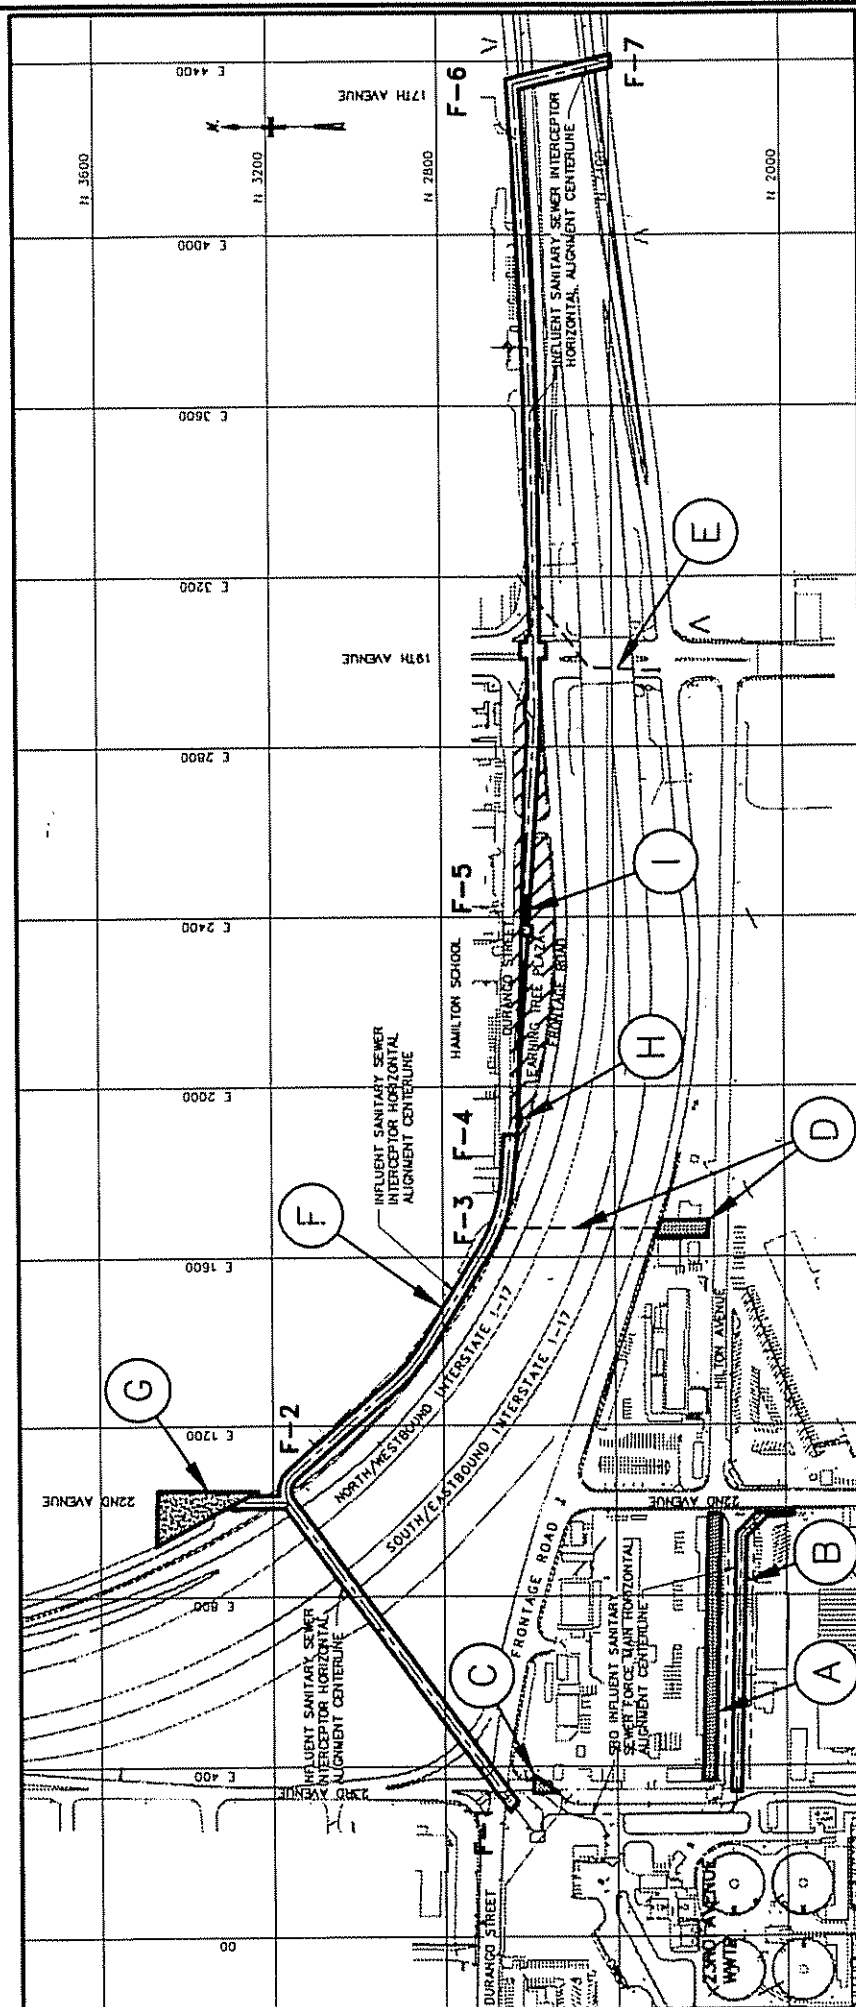 E 4400
17TH AVENUE
F-6
F-7
N
N 3600
N 3200
N 2800
N 2400
N 2000
E 4000
INFLUENT SANITARY SEWER INTERCEPTOR
HORIZONTAL ALIGNMENT CENTERLINE
E 3600
E 3200
E
19TH AVENUE
E 2800
F-5
I
E 2400
HAMILTON SCHOOL
DURANGO STREET
LEARNING TREE PLAZA
FRONTAGE ROAD
H
INFLUENT SANITARY SEWER
INTERCEPTOR HORIZONTAL
ALIGNMENT CENTERLINE
E 2000
F-4
D
F-3
F
E 1600
NORTH/WESTBOUND INTERSTATE I-17
SOUTH/EASTBOUND INTERSTATE I-17
HILTON AVENUE
G
E 1200
F-2
22ND AVENUE
22ND AVENUE
FRONTAGE ROAD
B
E 800
INFLUENT SANITARY SEWER
INTERCEPTOR HORIZONTAL
ALIGNMENT CENTERLINE
C
INFLUENT SANITARY
SEWER FORCE MAIN HORIZONTAL
ALIGNMENT CENTERLINE
A
E 400
23RD AVENUE
DURANGO STREET
23RD AVENUE
WWTP
00